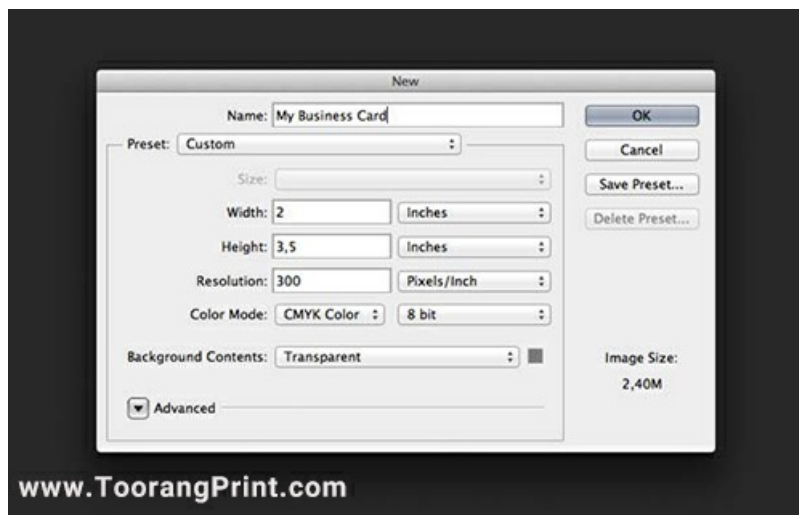 New
Name: My Business Card
OK
Preset: Custom
Cancel
Size:
Save Preset...
Width: 2 Inches
Delete Preset...
Height: 3,5 Inches
Resolution: 300 Pixels/Inch
Color Mode: CMYK Color 8 bit
Background Contents: Transparent
Image Size:
2,40M
Advanced
www.ToorangPrint.com